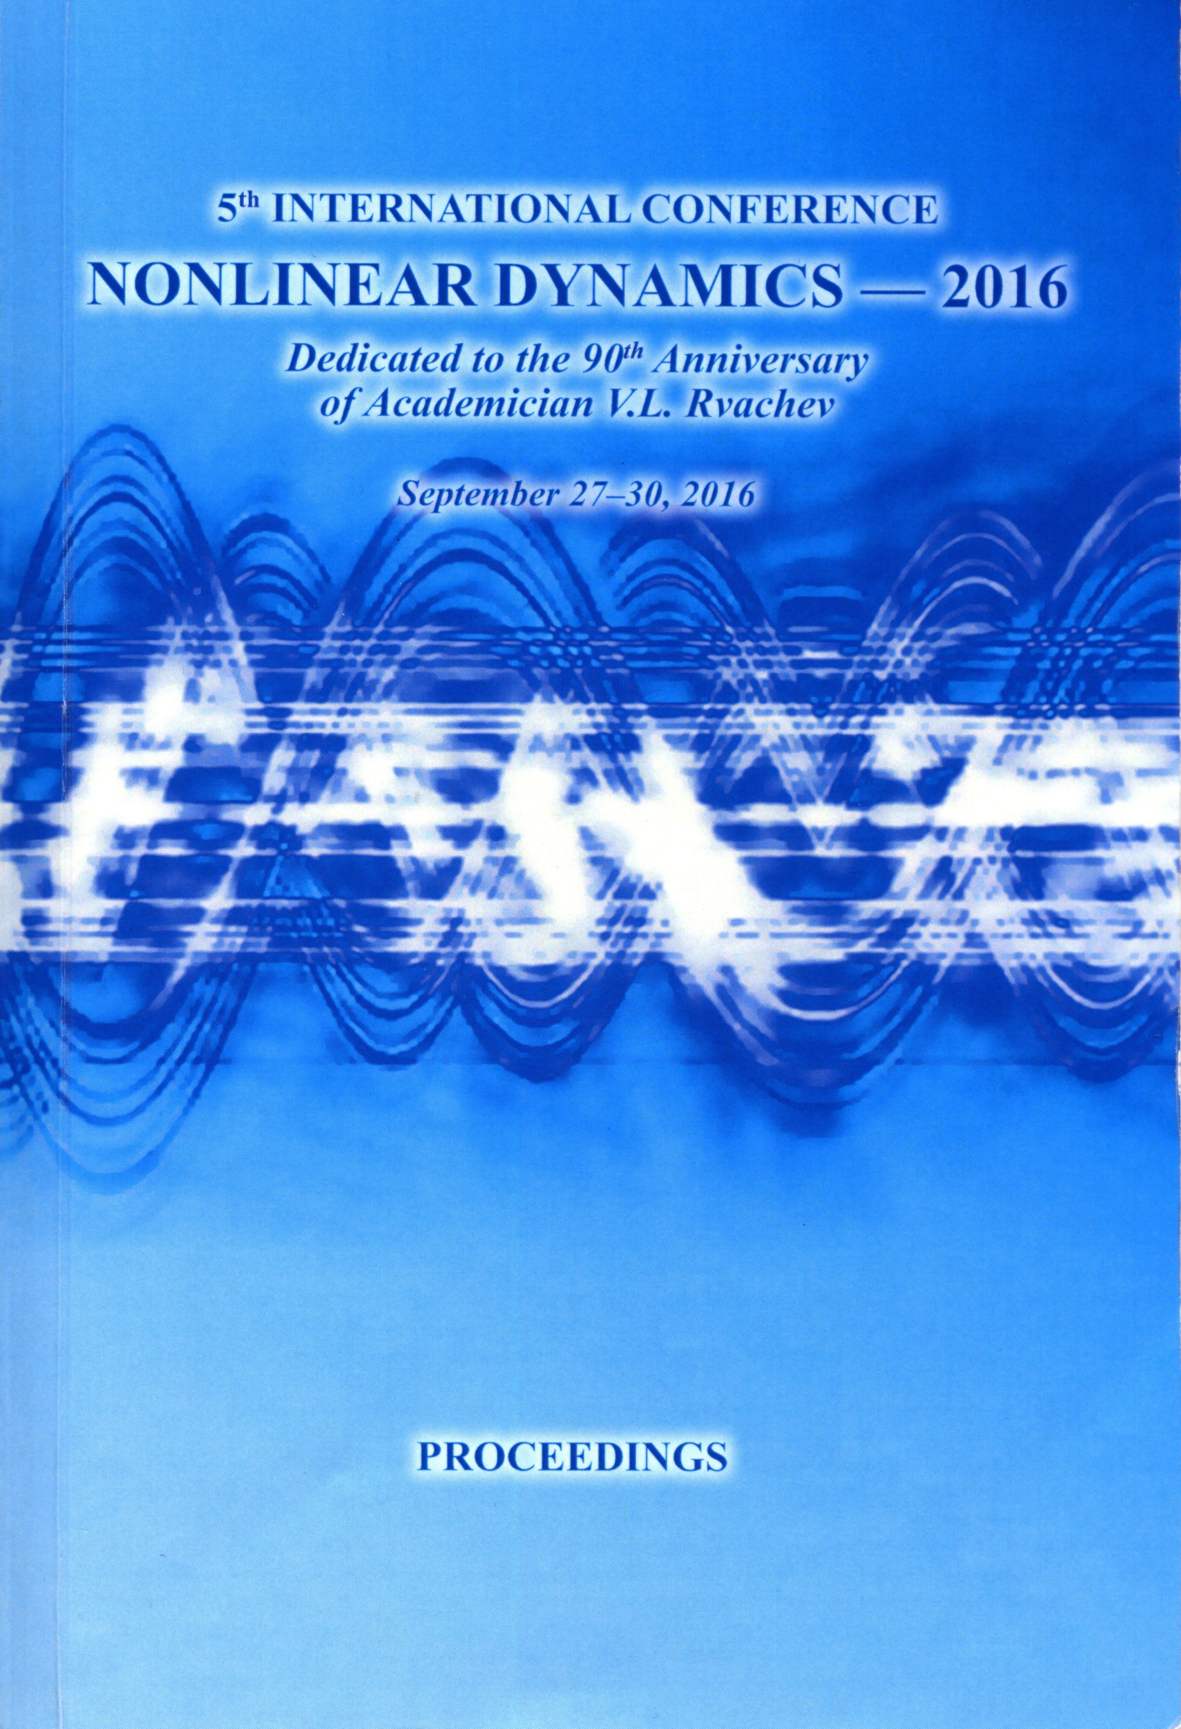 5th INTERNATIONAL CONFERENCE
NONLINEAR DYNAMICS — 2016
Dedicated to the 90th Anniversary
of Academician V.L. Rvachev
September 27–30, 2016
PROCEEDINGS